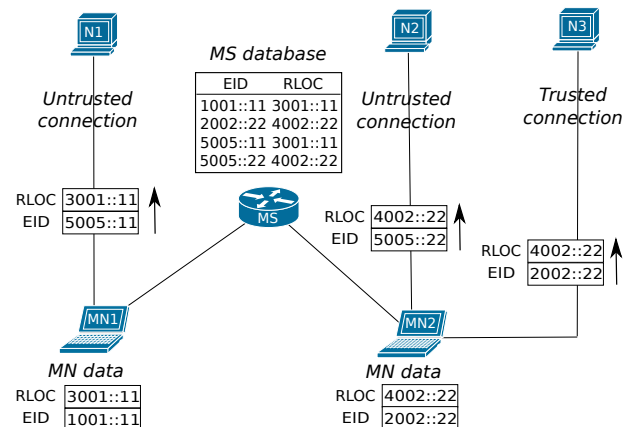 N1
N2
N3
MS database
EID RLOC
1001::11 3001::11
2002::22 4002::22
5005::11 3001::11
5005::22 4002::22
Untrusted
connection
Untrusted
connection
Trusted
connection
RLOC 3001::11
EID 5005::11
MS
RLOC 4002::22
EID 5005::22
RLOC 4002::22
EID 2002::22
MN1
MN2
MN data
RLOC 3001::11
EID 1001::11
MN data
RLOC 4002::22
EID 2002::22